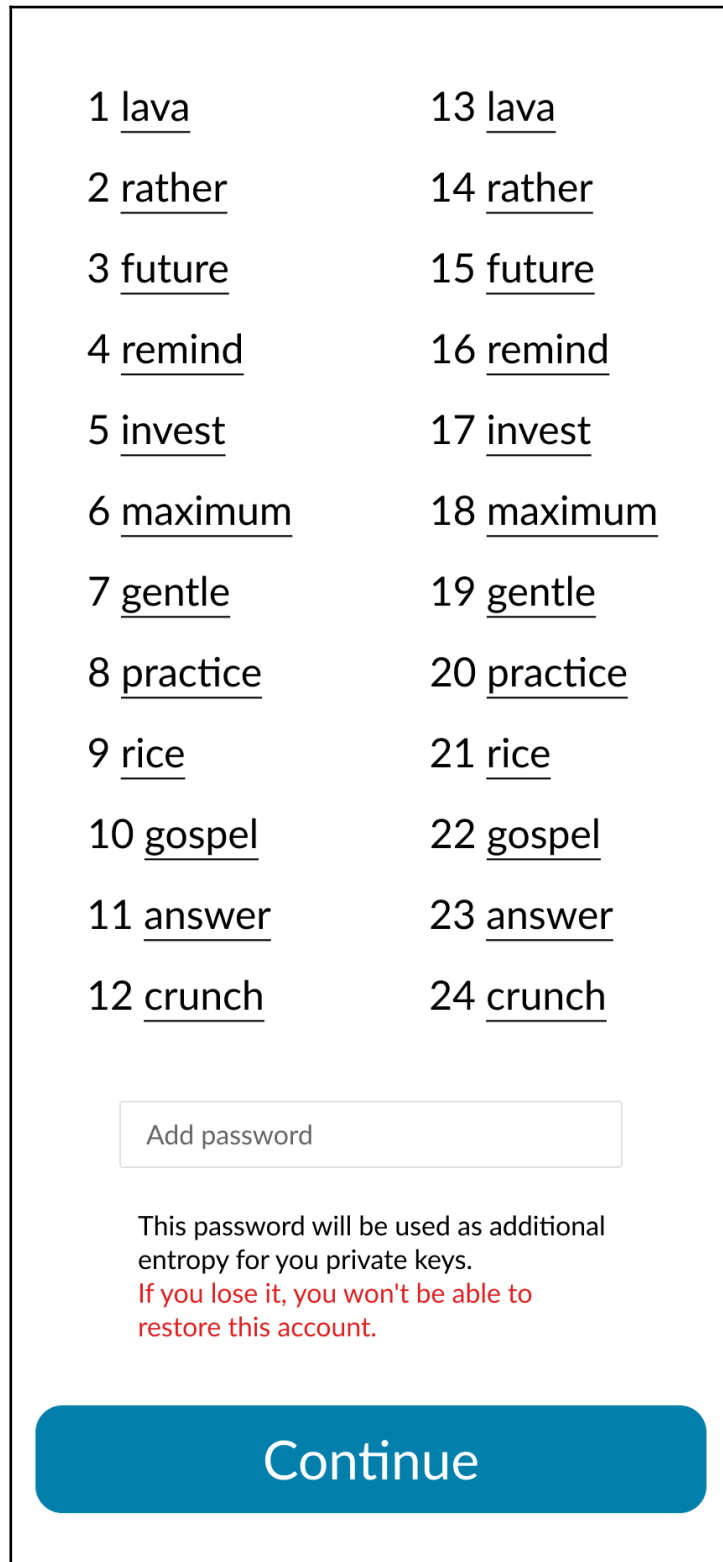 1 lava
2 rather
3 future
4 remind
5 invest
6 maximum
7 gentle
8 practice
9 rice
10 gospel
11 answer
12 crunch
13 lava
14 rather
15 future
16 remind
17 invest
18 maximum
19 gentle
20 practice
21 rice
22 gospel
23 answer
24 crunch
Add password
This password will be used as additional
entropy for you private keys.
If you lose it, you won't be able to
restore this account.
Continue